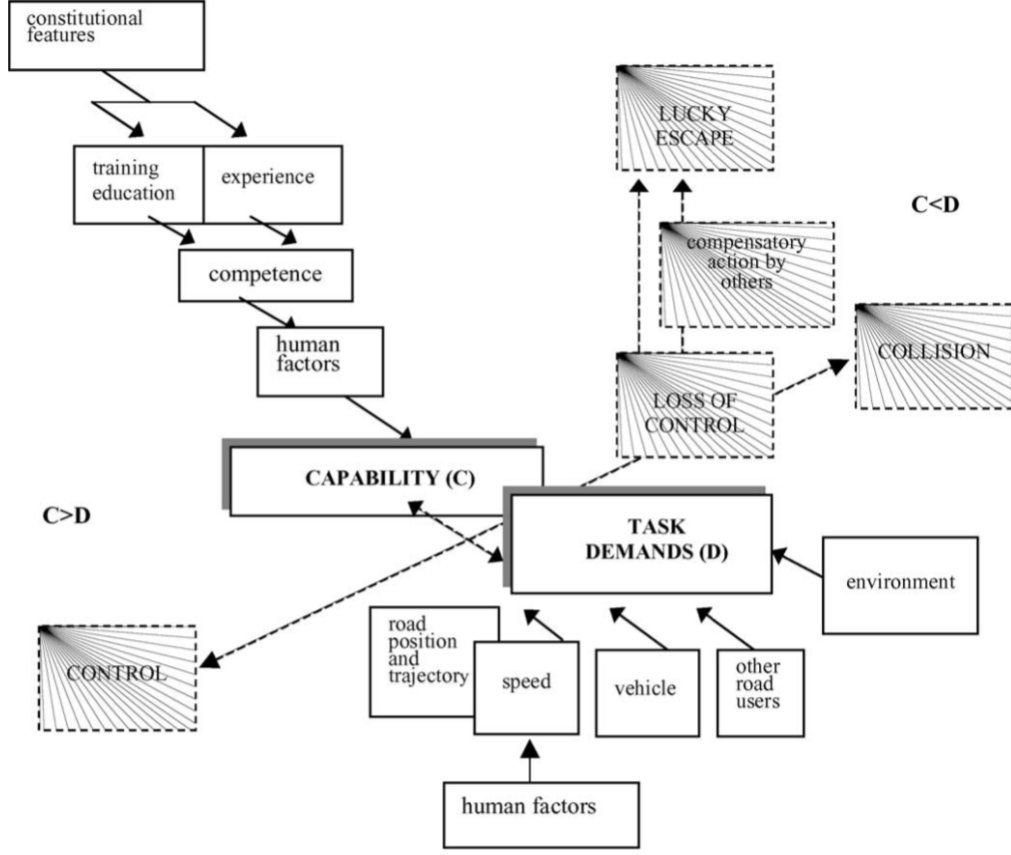 constitutional
features
training
education
experience
competence
human
factors
LUCKY
ESCAPE
C<D
compensatory
action by
others
COLLISION
LOSS OF
CONTROL
CAPABILITY (C)
C>D
TASK
DEMANDS (D)
environment
CONTROL
road
position
and
trajectory
speed
vehicle
other
road
users
human factors